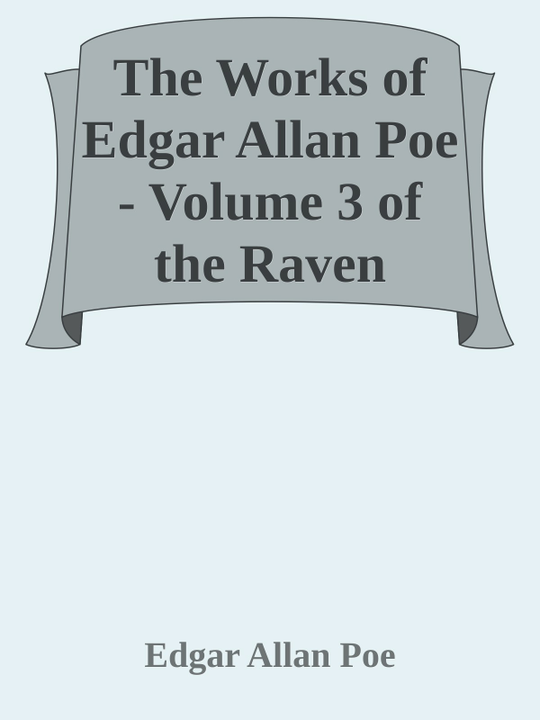 The Works of
Edgar Allan Poe
- Volume 3 of
the Raven
Edgar Allan Poe